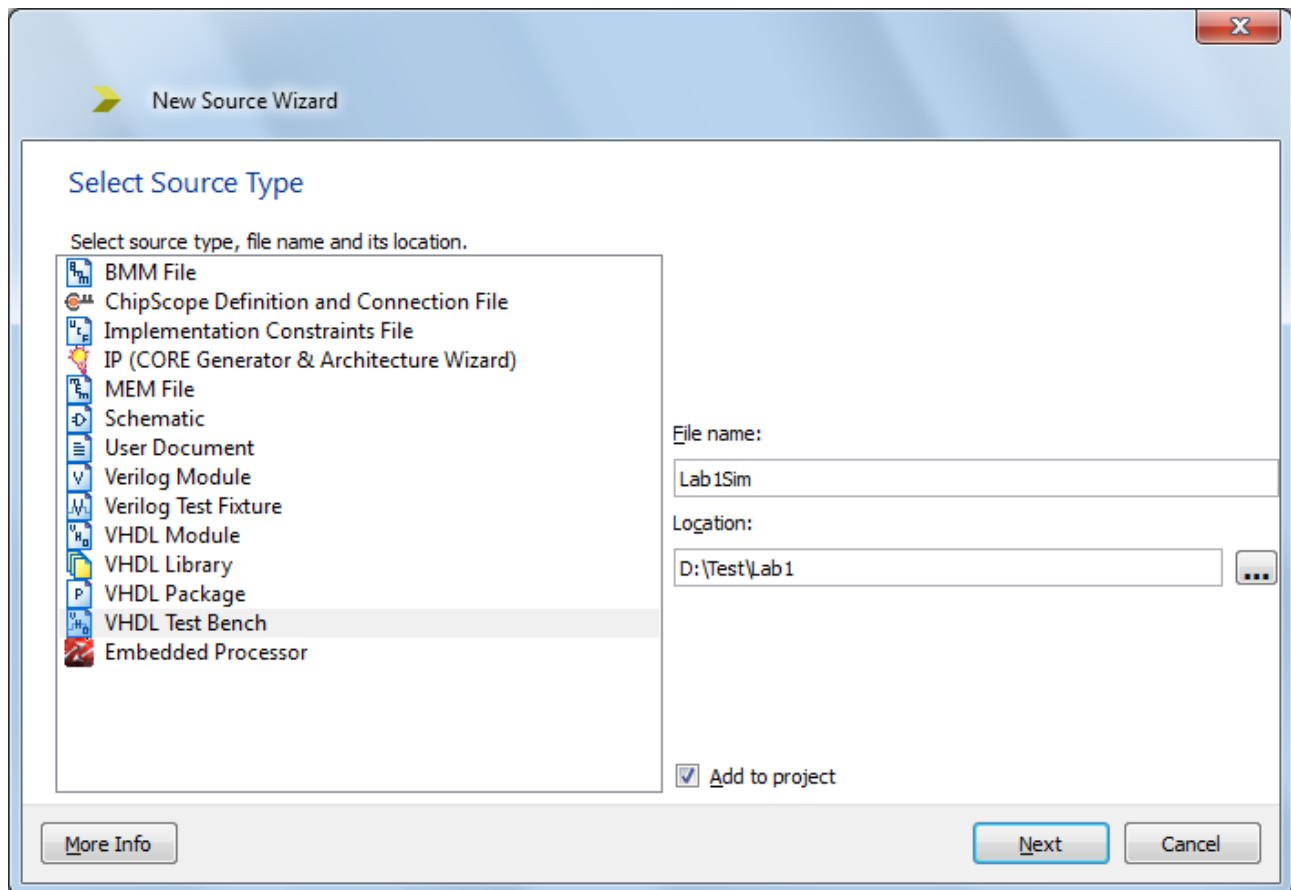 New Source Wizard
Select Source Type
Select source type, file name and its location.
BMM File
ChipScope Definition and Connection File
Implementation Constraints File
IP (CORE Generator & Architecture Wizard)
MEM File
Schematic
User Document
Verilog Module
Verilog Test Fixture
VHDL Module
VHDL Library
VHDL Package
VHDL Test Bench
Embedded Processor
File name:
Lab1Sim
Location:
D:\Test\Lab1
...
Add to project
More Info
Next
Cancel